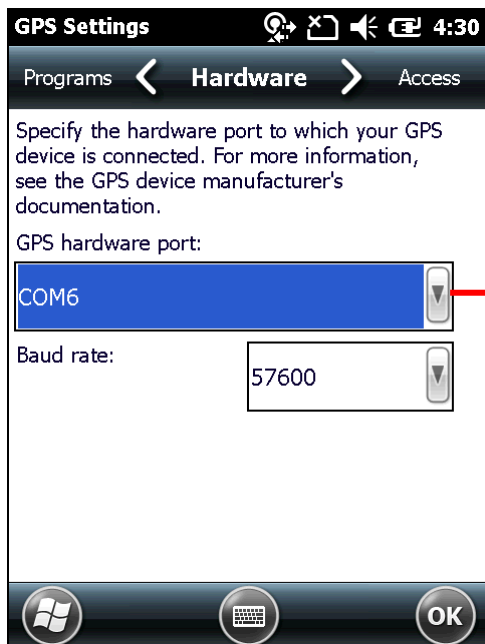 GPS Settings 4:30
Programs Hardware Access
Specify the hardware port to which your GPS
device is connected. For more information,
see the GPS device manufacturer's
documentation.
GPS hardware port:
COM6
Baud rate:
57600
OK